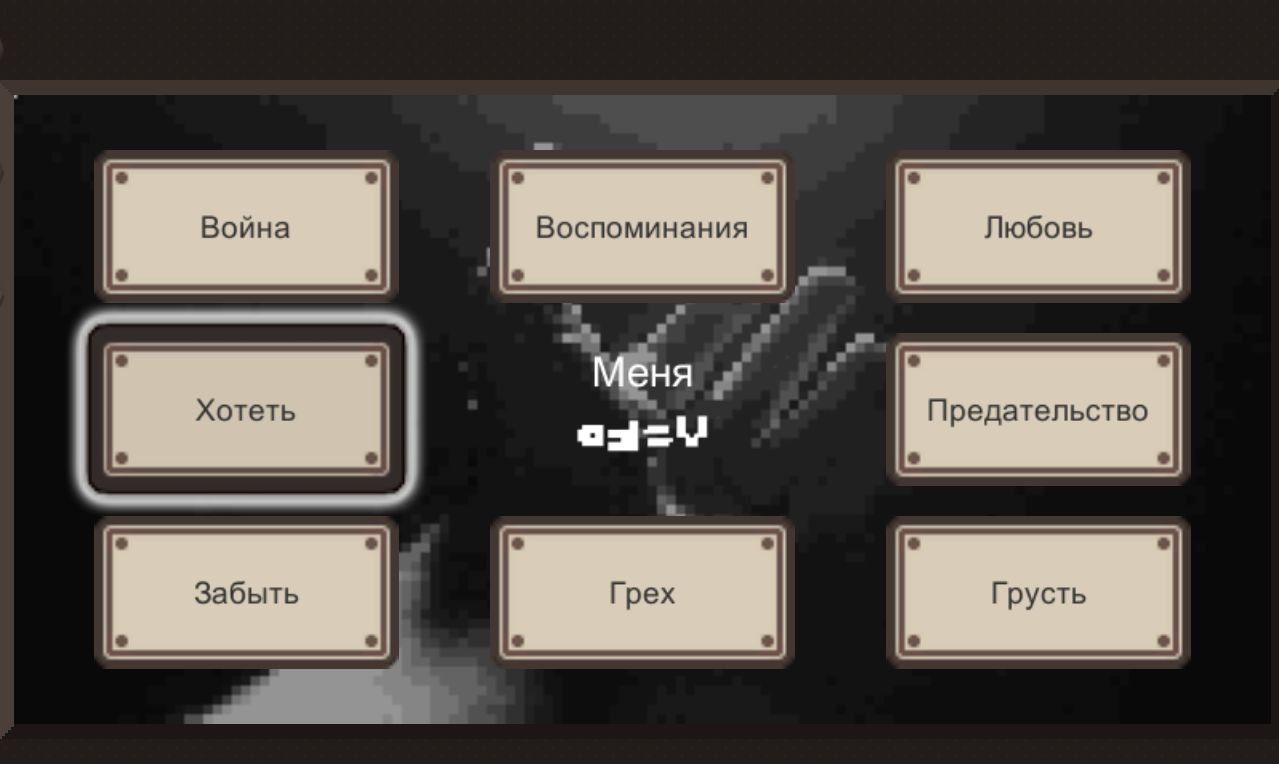 Война
Воспоминания
Любовь
Хотеть
Меня
Предательство
Забыть
Грех
Грусть